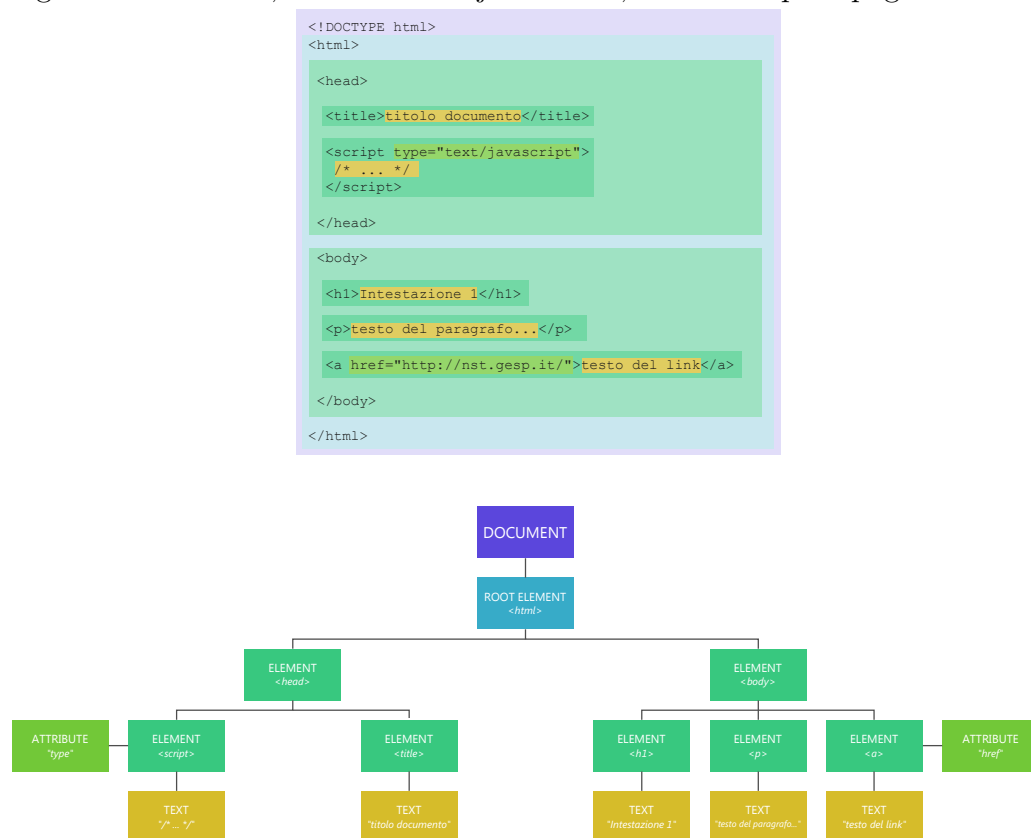 <!DOCTYPE html>
<html>
<head>
<title>titolo documento</title>
<script type="text/javascript">
/* ... */
</script>
</head>
<body>
<h1>Intestazione 1</h1>
<p>testo del paragrafo...</p>
<a href="http://nst.gesp.it/">testo del link</a>
</body>
</html>
DOCUMENT
ROOT ELEMENT
<html>
ELEMENT
<head>
ELEMENT
<body>
ATTRIBUTE
"type"
ELEMENT
<script>
ELEMENT
<title>
ELEMENT
<h1>
ELEMENT
<p>
ELEMENT
<a>
ATTRIBUTE
"href"
TEXT
"/* ... */"
TEXT
"titolo documento"
TEXT
"Intestazione 1"
TEXT
"testo del paragrafo..."
TEXT
"testo del link"